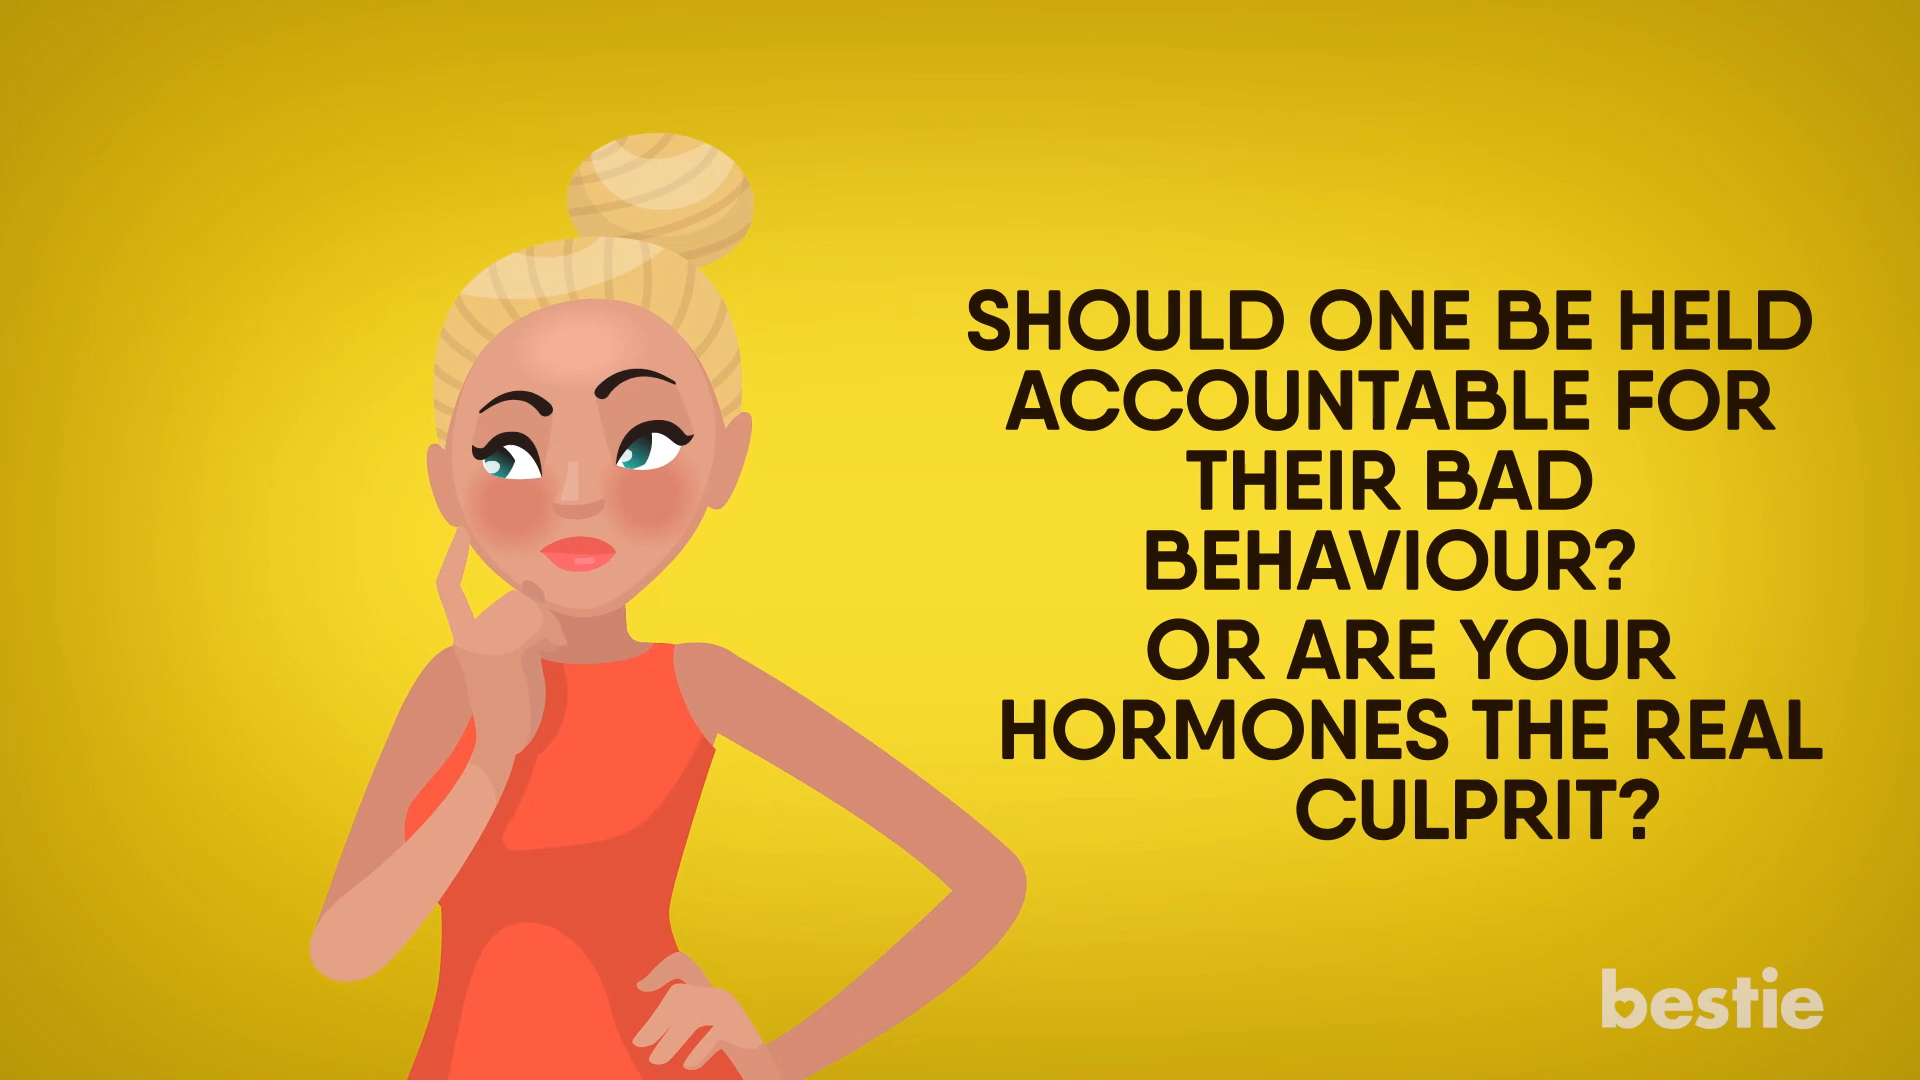 SHOULD ONE BE HELD
ACCOUNTABLE FOR
THEIR BAD
BEHAVIOUR?
OR ARE YOUR
HORMONES THE REAL
CULPRIT?
bestie